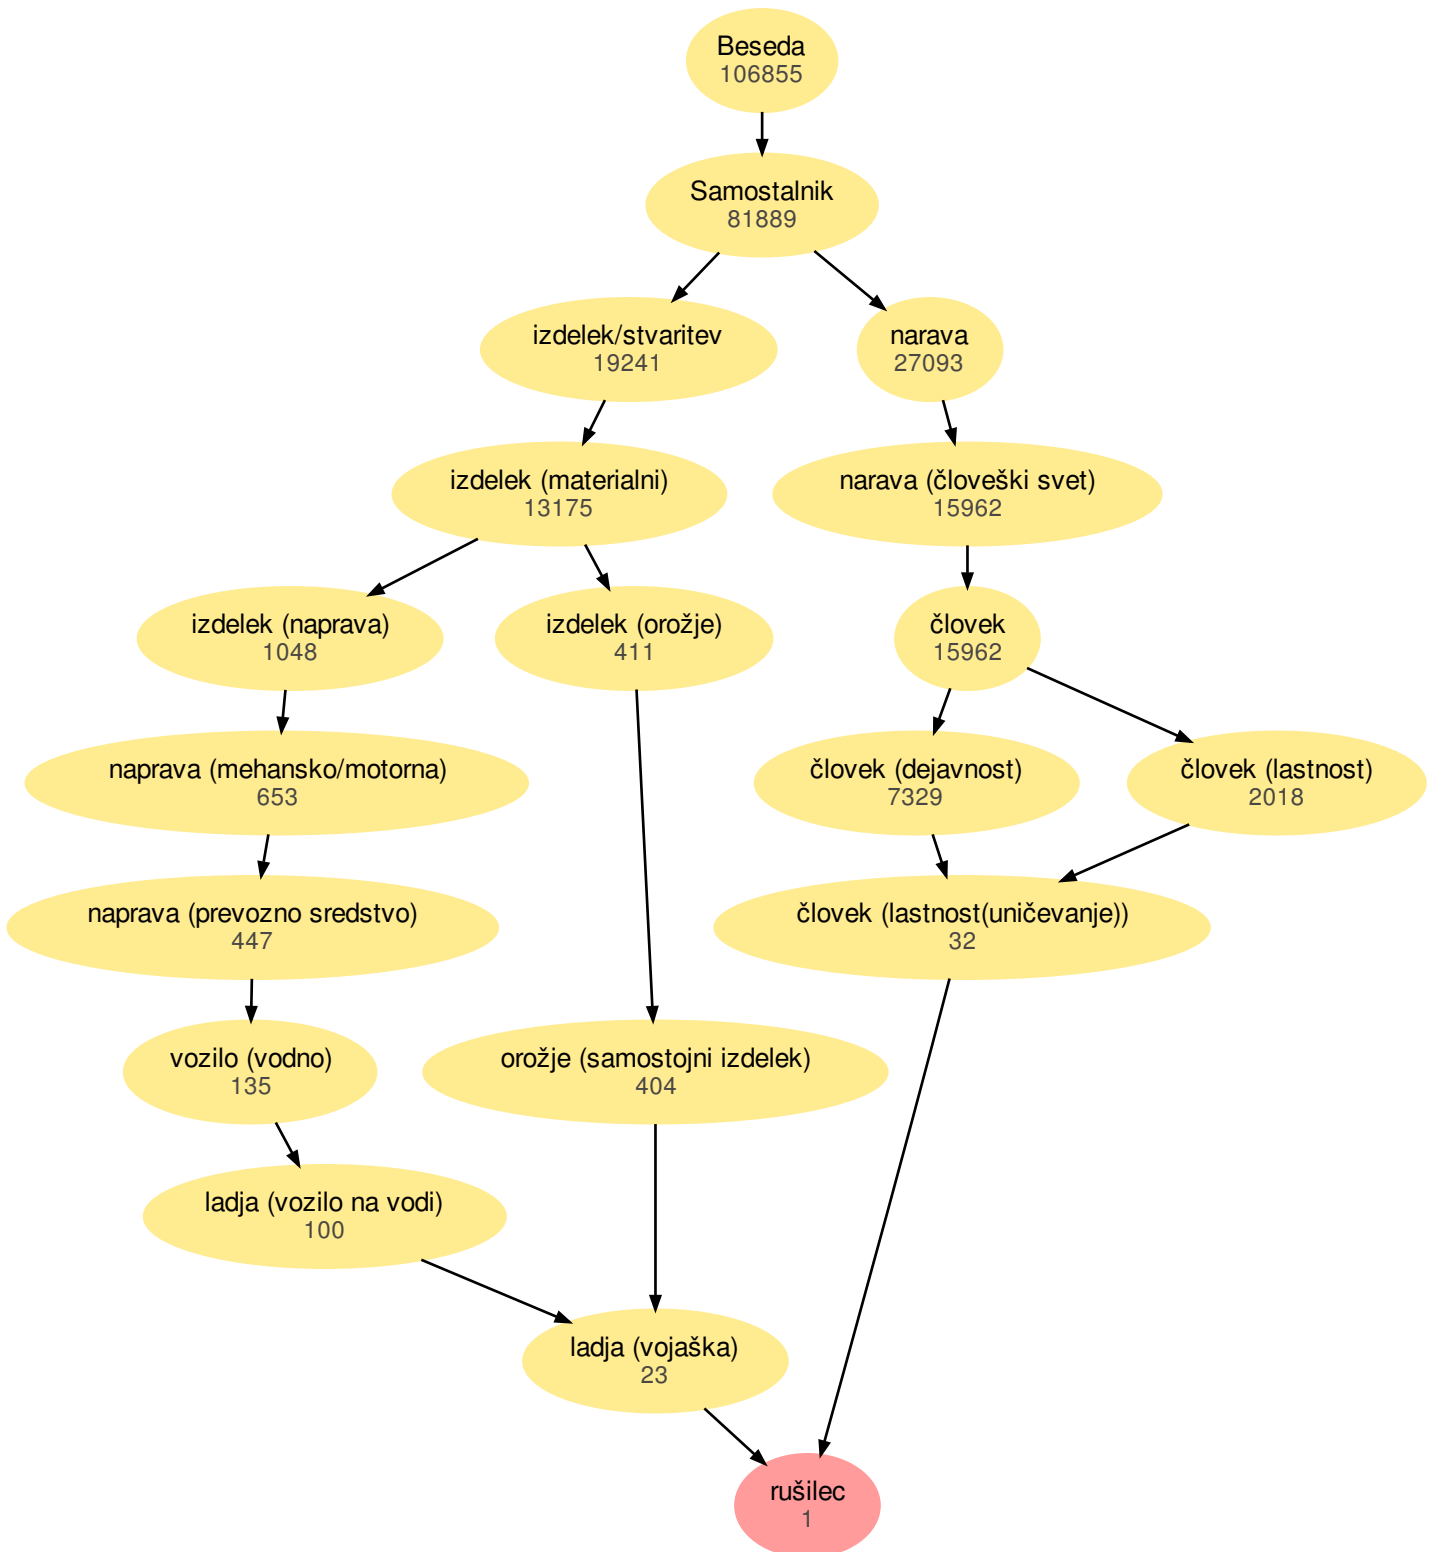 Beseda
106855
Samostalnik
81889
izdelek/stvaritev
19241
narava
27093
izdelek (materialni)
13175
narava (človeški svet)
15962
izdelek (naprava)
1048
izdelek (orožje)
411
človek
15962
naprava (mehansko/motorna)
653
človek (dejavnost)
7329
človek (lastnost)
2018
naprava (prevozno sredstvo)
447
človek (lastnost(uničevanje))
32
vozilo (vodno)
135
orožje (samostojni izdelek)
404
ladja (vozilo na vodi)
100
ladja (vojaška)
23
rušilec
1